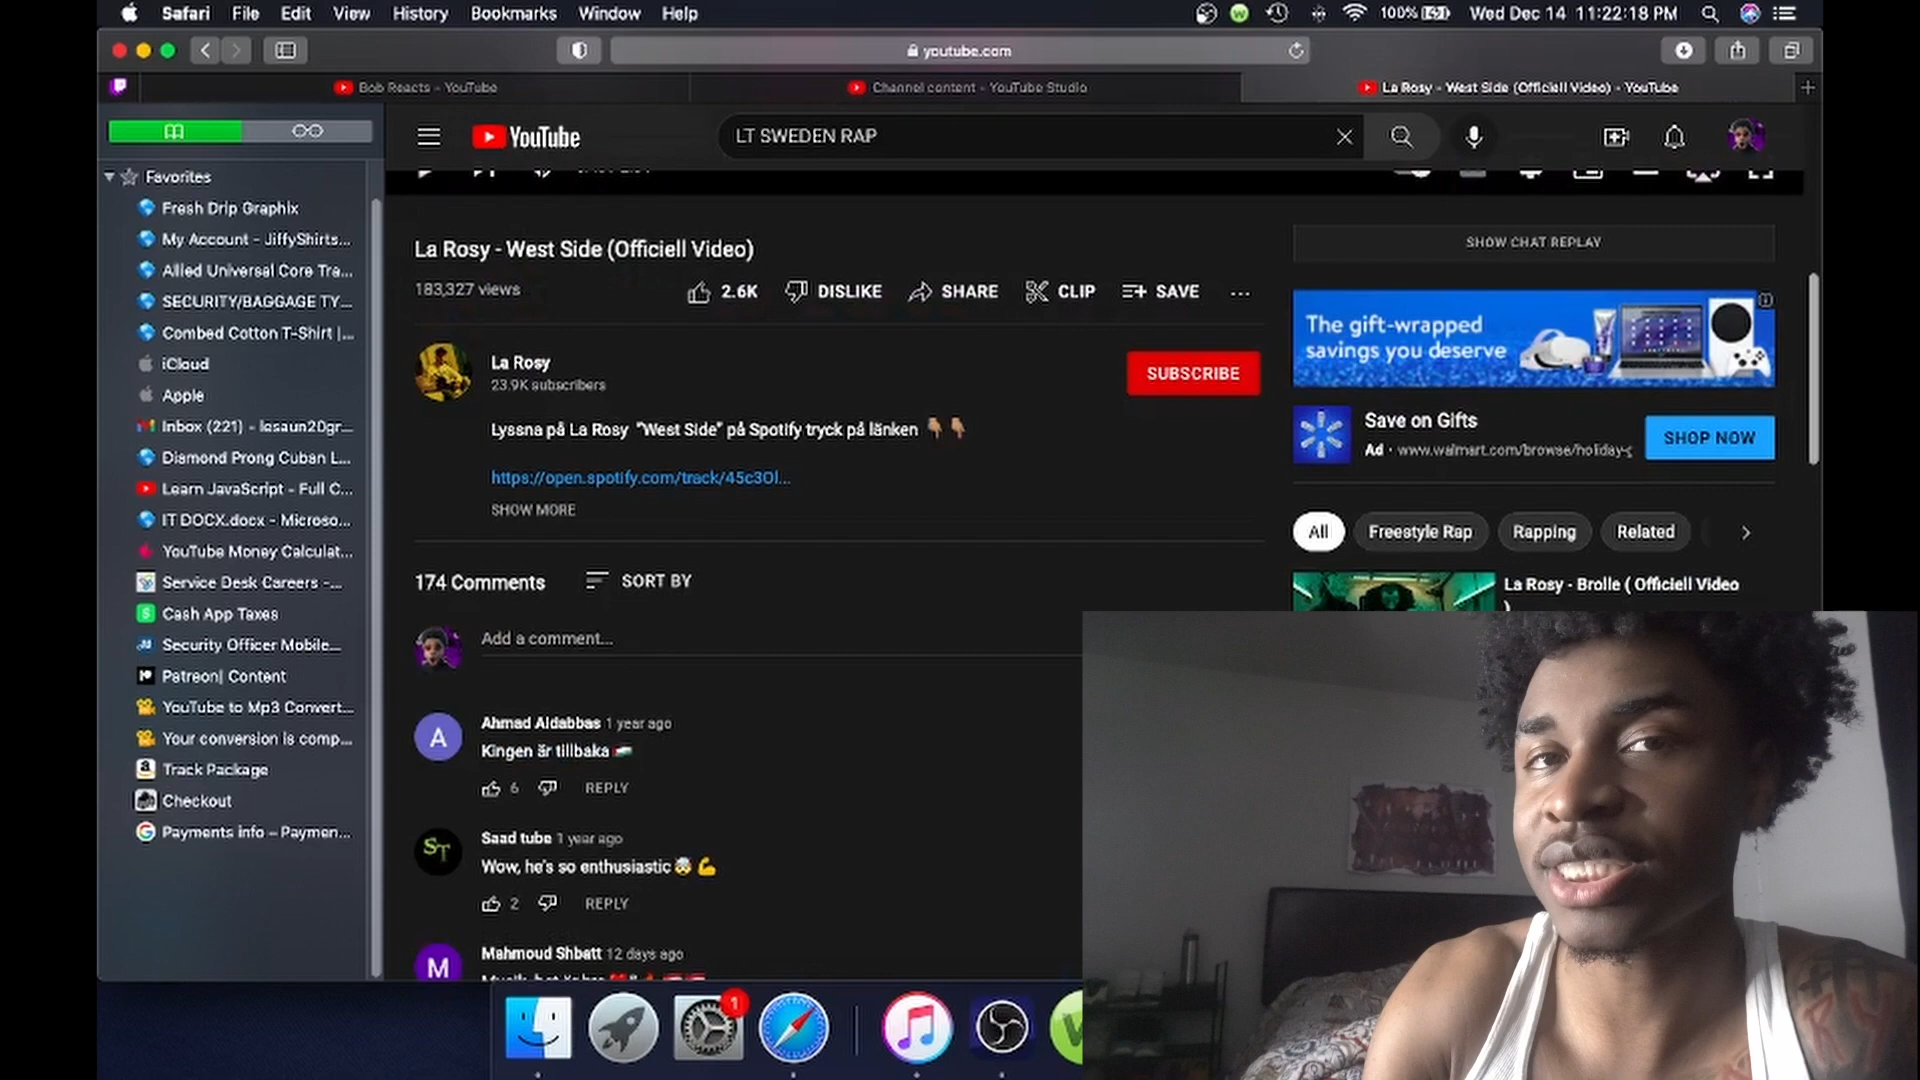 Safari File Edit View History Bookmarks Window Help
100% Wed Dec 14 11:22:18 PM
youtube.com
Bob Reacts - YouTube
Channel content - YouTube Studio
La Rosy - West Side (Officiell Video) - YouTube
YouTube
LT SWEDEN RAP
Favorites
Fresh Drip Graphix
My Account - JiffyShirts...
Allied Universal Core Tra...
SECURITY/BAGGAGE TY...
Combed Cotton T-Shirt |...
iCloud
Apple
Inbox (221) - lesaun20gr...
Diamond Prong Cuban L...
Learn JavaScript - Full C...
IT DOCX.docx - Microso...
YouTube Money Calculat...
Service Desk Careers -...
Cash App Taxes
Security Officer Mobile...
Patreon| Content
YouTube to Mp3 Convert...
Your conversion is comp...
Track Package
Checkout
Payments info – Paymen...
La Rosy - West Side (Officiell Video)
183,327 views
2.6K DISLIKE SHARE CLIP SAVE ...
La Rosy
23.9K subscribers
SUBSCRIBE
Lyssna på La Rosy "West Side" på Spotify tryck på länken 👇🏽👇🏽
https://open.spotify.com/track/45c3Ol...
SHOW MORE
174 Comments SORT BY
Add a comment...
A
Ahmad Aldabbas 1 year ago
Kingen är tillbaka
6 REPLY
ST
Saad tube 1 year ago
Wow, he's so enthusiastic 🤯 💪
2 REPLY
M
Mahmoud Shbatt 12 days ago
SHOW CHAT REPLAY
The gift-wrapped
savings you deserve
Save on Gifts
Ad · www.walmart.com/browse/holiday-g
SHOP NOW
All Freestyle Rap Rapping Related
La Rosy - Brolle ( Officiell Video
)
1